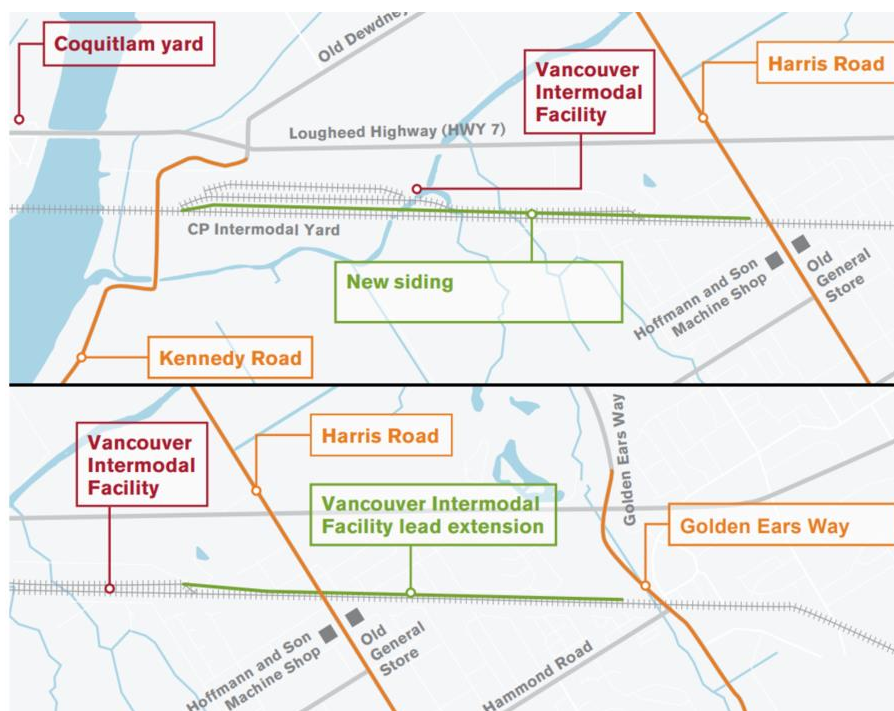 Coquitlam yard
Old Dewdney
Vancouver
Intermodal
Facility
Harris Road
Lougheed Highway (HWY 7)
CP Intermodal Yard
New siding
Hoffmann and Son
Machine Shop
Old
General
Store
Kennedy Road
Vancouver
Intermodal
Facility
Harris Road
Golden Ears Way
Vancouver Intermodal
Facility lead extension
Golden Ears Way
Hoffmann and Son
Machine Shop
Old
General
Store
Hammond Road